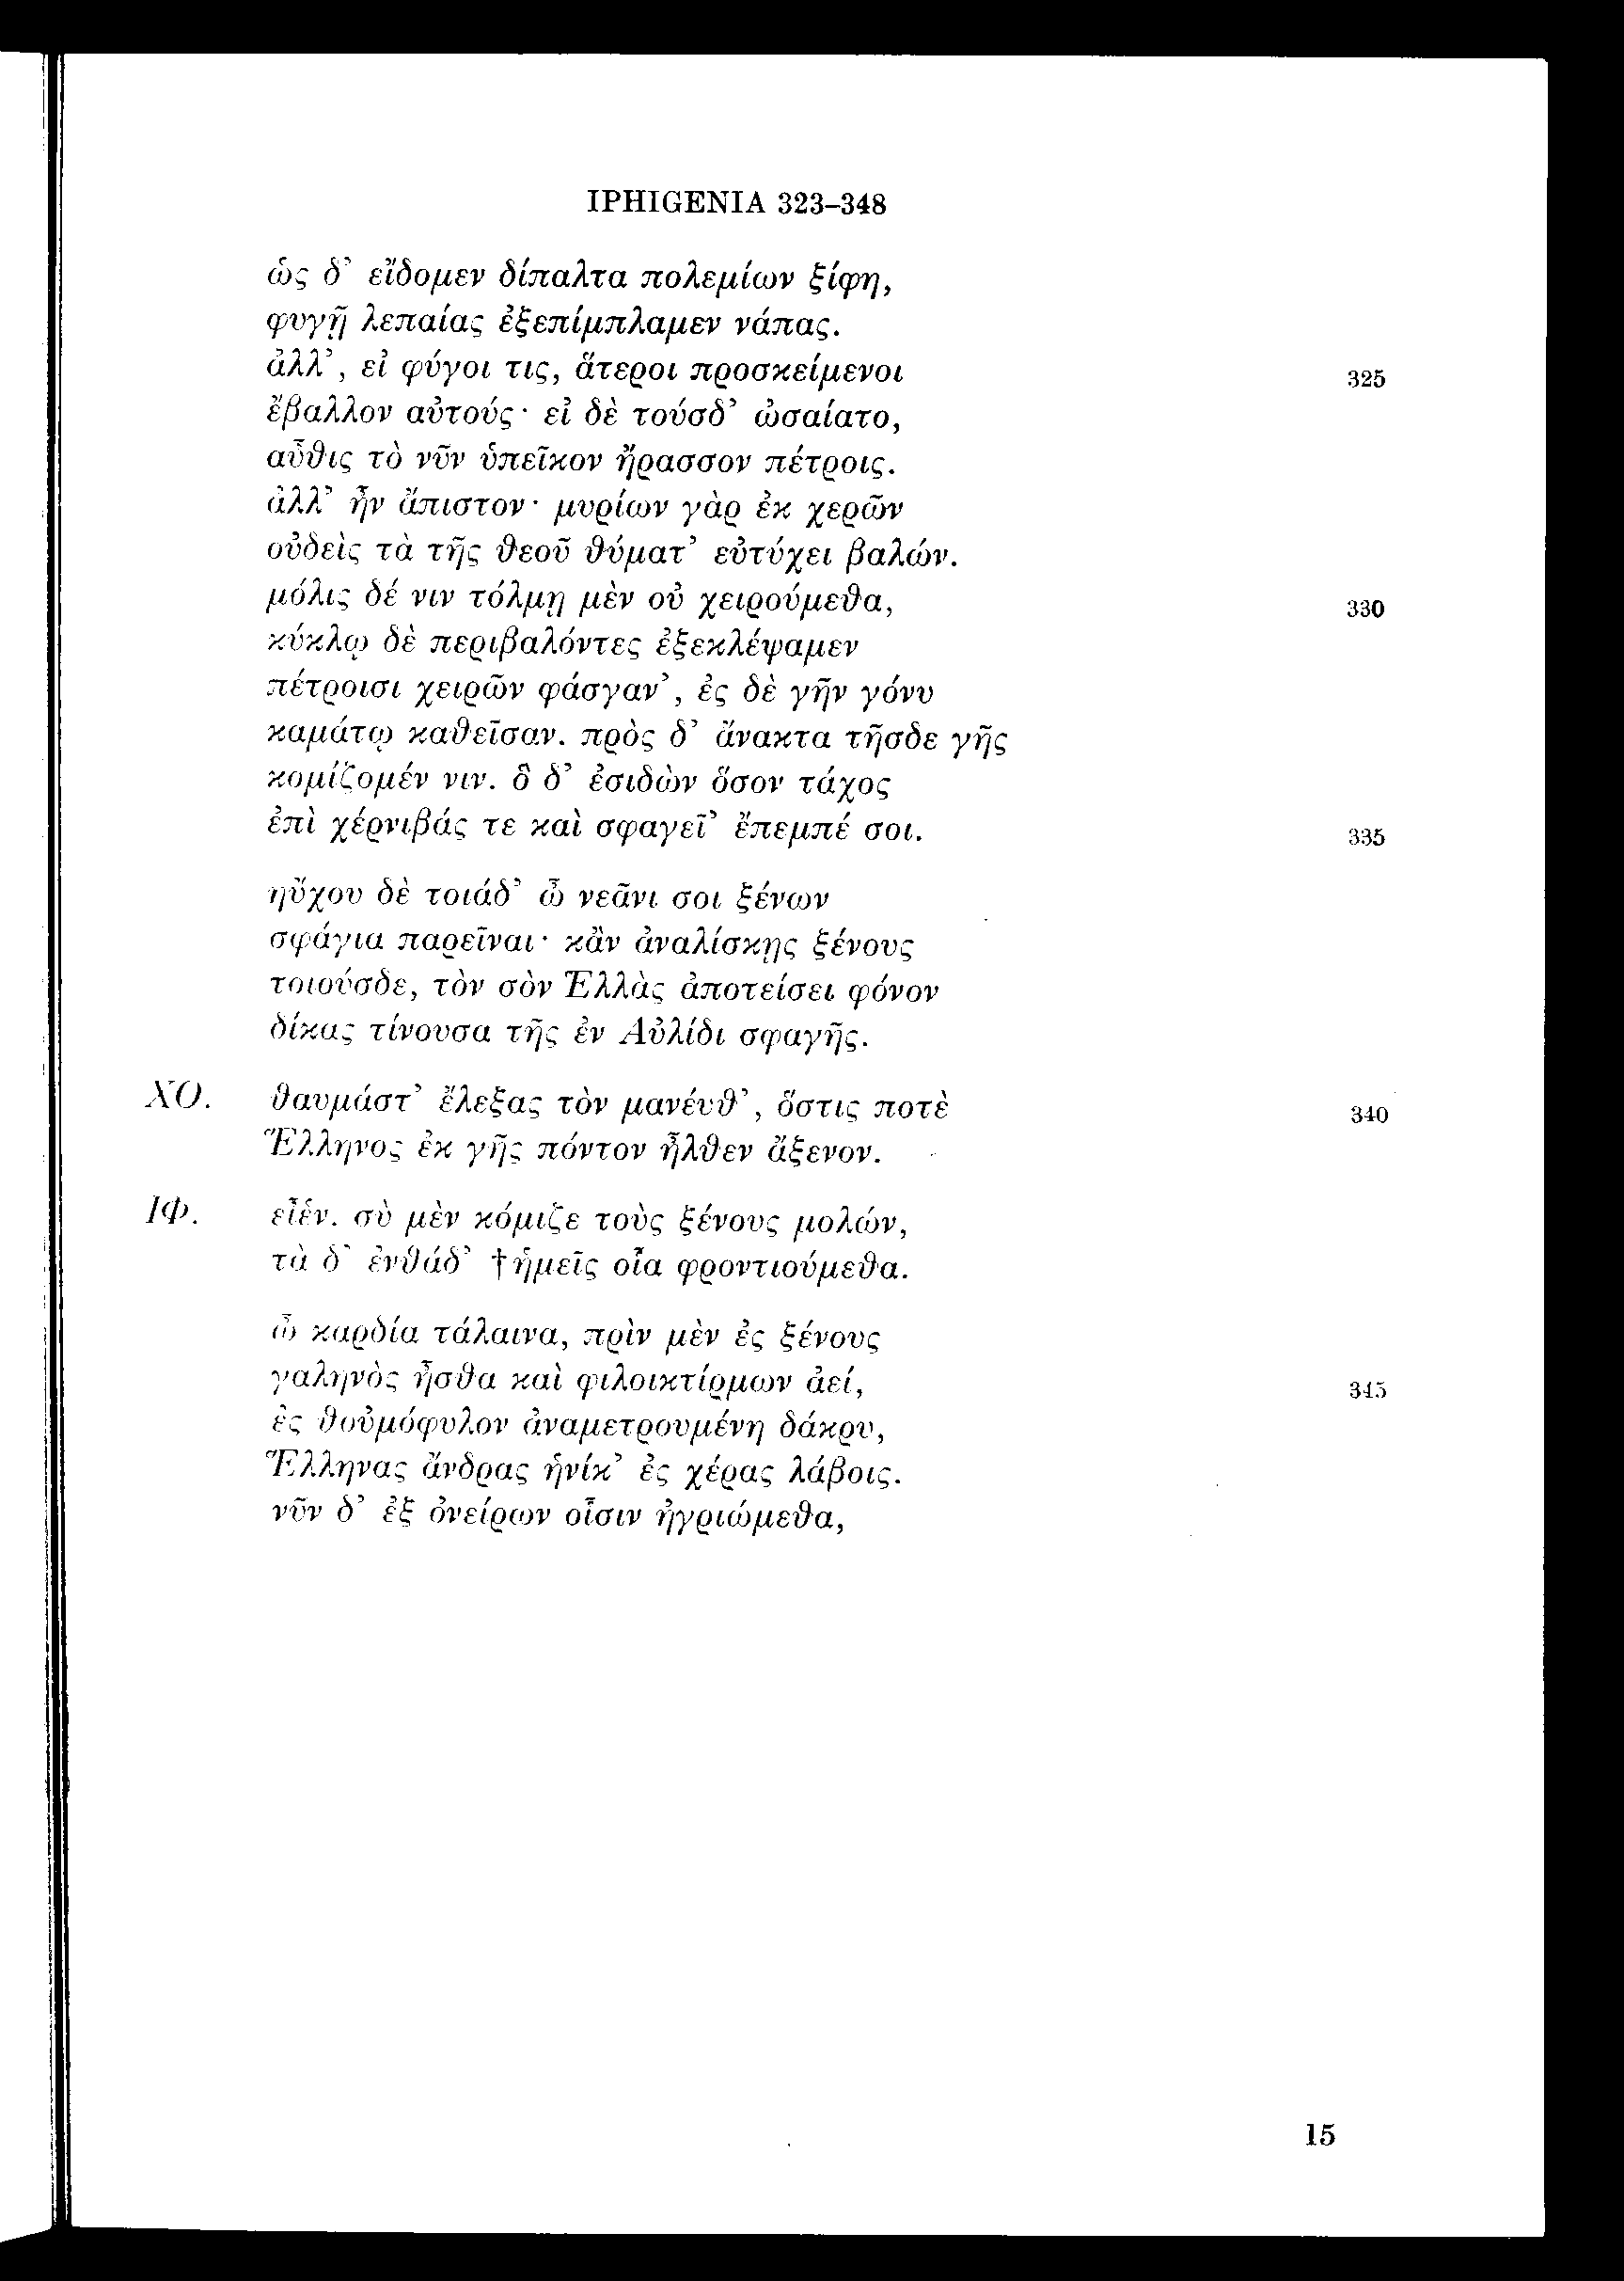 IPHIGENIA 323–348
ὡς δ’ εἴδομεν δίπαλτα πολεμίων ξίφη,
φυγῇ λεπαίας ἐξεπίμπλαμεν νάπας.
ἀλλ’, εἰ φύγοι τις, ἅτεροι προσκείμενοι 325
ἔβαλλον αὐτούς· εἰ δὲ τούσδ’ ὠσαίατο,
αὖθις τὸ νῦν ὑπεῖκον ἤρασσον πέτροις.
ἀλλ’ ἦν ἄπιστον· μυρίων γὰρ ἐκ χερῶν
οὐδεὶς τὰ τῆς θεοῦ θύματ’ εὐτύχει βαλών.
μόλις δέ νιν τόλμῃ μὲν οὐ χειρούμεθα, 330
κύκλῳ δὲ περιβαλόντες ἐξεκλέψαμεν
πέτροισι χειρῶν φάσγαν’, ἐς δὲ γῆν γόνυ
καμάτῳ καθεῖσαν. πρὸς δ’ ἄνακτα τῆσδε γῆς
κομίζομέν νιν. ὃ δ’ ἐσιδὼν ὅσον τάχος
ἐπὶ χέρνιβάς τε καὶ σφαγεῖ’ ἔπεμπέ σοι. 335
ηὔχου δὲ τοιάδ’ ὦ νεᾶνι σοι ξένων
σφάγια παρεῖναι· κἂν ἀναλίσκῃς ξένους
τοιούσδε, τὸν σὸν Ἑλλὰς ἀποτείσει φόνον
δίκας τίνουσα τῆς ἐν Αὐλίδι σφαγῆς.
ΧΟ. θαυμάστ’ ἔλεξας τὸν μανένθ’, ὅστις ποτὲ 340
Ἕλληνος ἐκ γῆς πόντον ἦλθεν ἄξενον.
ΙΦ. εἶἑν. σὺ μὲν κόμιζε τοὺς ξένους μολών,
τὰ δ’ ἐνθάδ’ †ἡμεῖς οἷα φροντιούμεθα.
ὦ καρδία τάλαινα, πρὶν μὲν ἐς ξένους
γαληνὸς ἦσθα καὶ φιλοικτίρμων ἀεί, 345
ἐς θοὐμόφυλον ἀναμετρουμένη δάκρυ,
Ἕλληνας ἄνδρας ἡνίκ’ ἐς χέρας λάβοις.
νῦν δ’ ἐξ ὀνείρων οἷσιν ἠγριώμεθα,
15